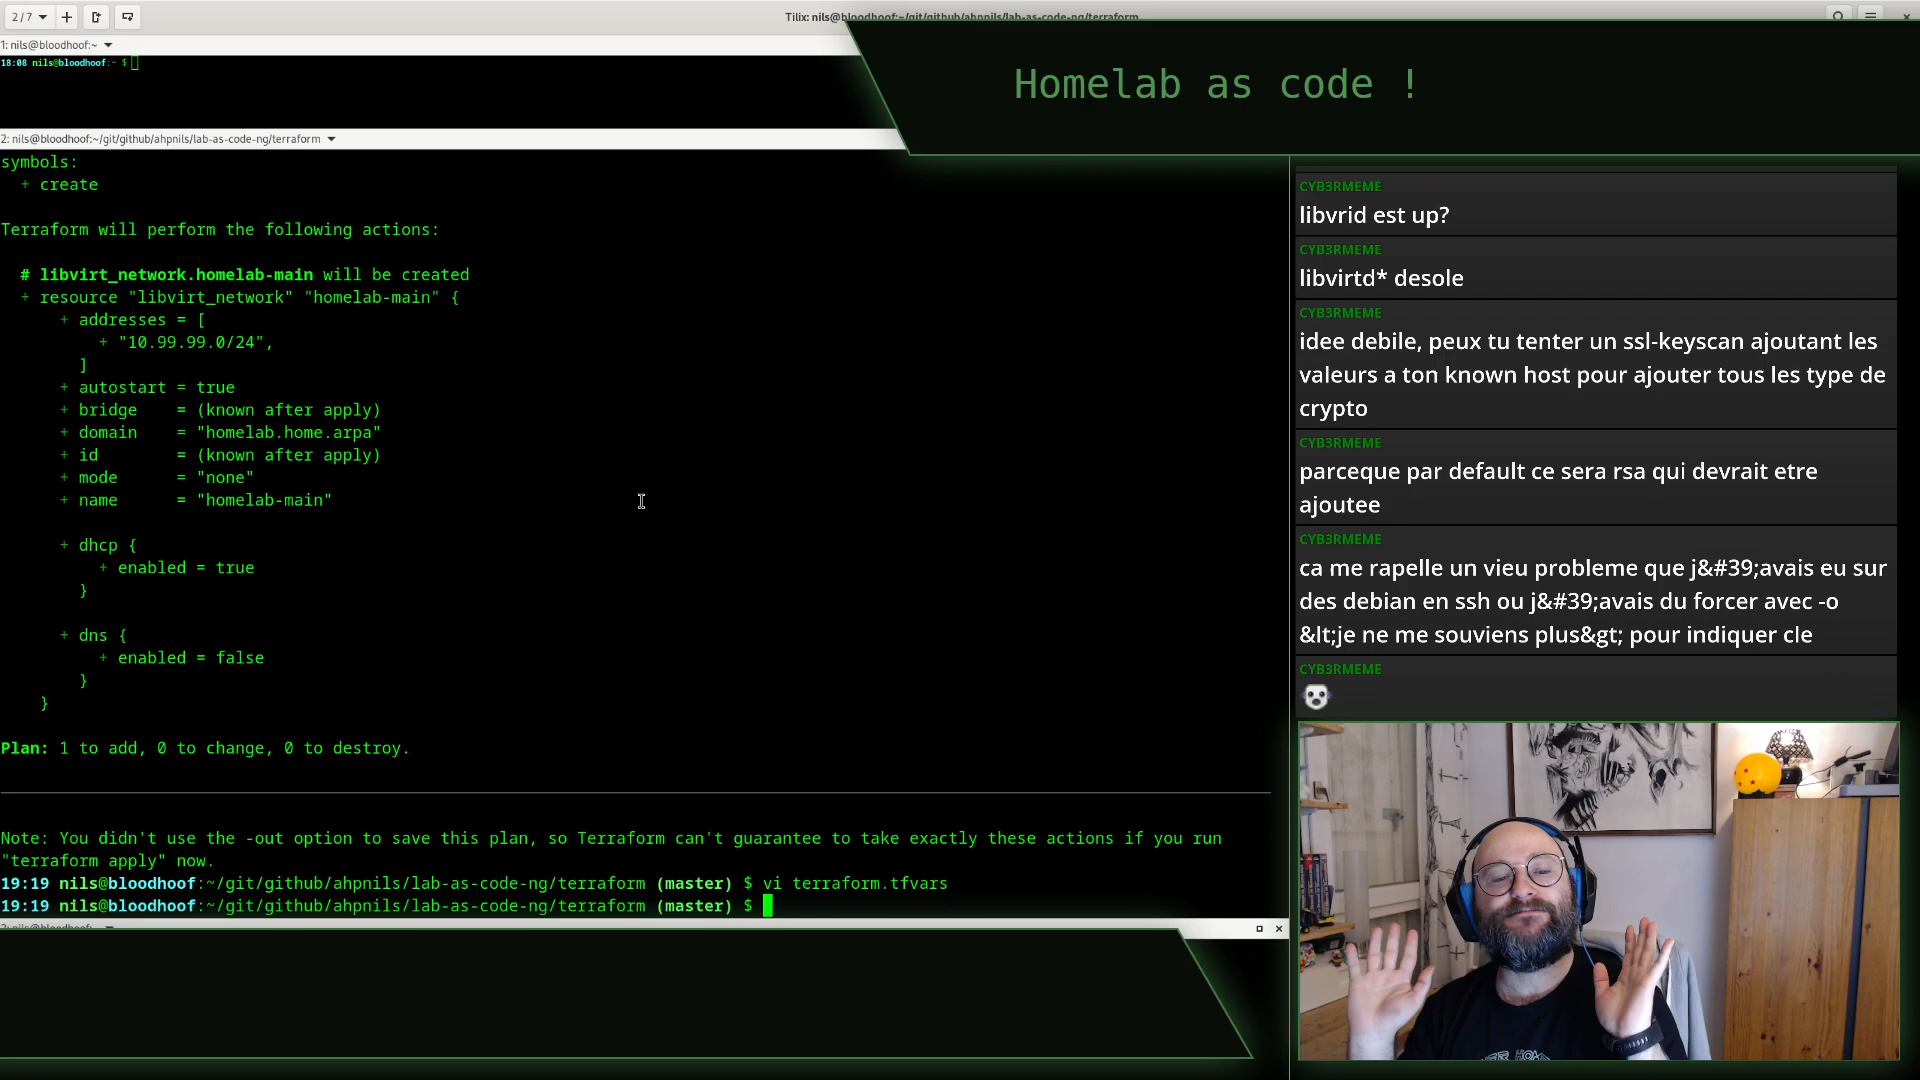 2/7
Tilix: nils@bloodhoof:~/git/github/ahpnils/lab-as-code-ng/terraform
1: nils@bloodhoof:~
18:08 nils@bloodhoof:~ $
Homelab as code !
2: nils@bloodhoof:~/git/github/ahpnils/lab-as-code-ng/terraform
symbols:
+ create
Terraform will perform the following actions:
# libvirt_network.homelab-main will be created
+ resource "libvirt_network" "homelab-main" {
+ addresses = [
+ "10.99.99.0/24",
]
+ autostart = true
+ bridge    = (known after apply)
+ domain    = "homelab.home.arpa"
+ id        = (known after apply)
+ mode      = "none"
+ name      = "homelab-main"
+ dhcp {
+ enabled = true
}
+ dns {
+ enabled = false
}
}
Plan: 1 to add, 0 to change, 0 to destroy.
Note: You didn't use the -out option to save this plan, so Terraform can't guarantee to take exactly these actions if you run
"terraform apply" now.
19:19 nils@bloodhoof:~/git/github/ahpnils/lab-as-code-ng/terraform (master) $ vi terraform.tfvars
19:19 nils@bloodhoof:~/git/github/ahpnils/lab-as-code-ng/terraform (master) $
CYB3RMEME
libvrid est up?
CYB3RMEME
libvirtd* desole
CYB3RMEME
idee debile, peux tu tenter un ssl-keyscan ajoutant les
valeurs a ton known host pour ajouter tous les type de
crypto
CYB3RMEME
parceque par default ce sera rsa qui devrait etre
ajoutee
CYB3RMEME
ca me rapelle un vieu probleme que j&#39;avais eu sur
des debian en ssh ou j&#39;avais du forcer avec -o
&lt;je ne me souviens plus&gt; pour indiquer cle
CYB3RMEME